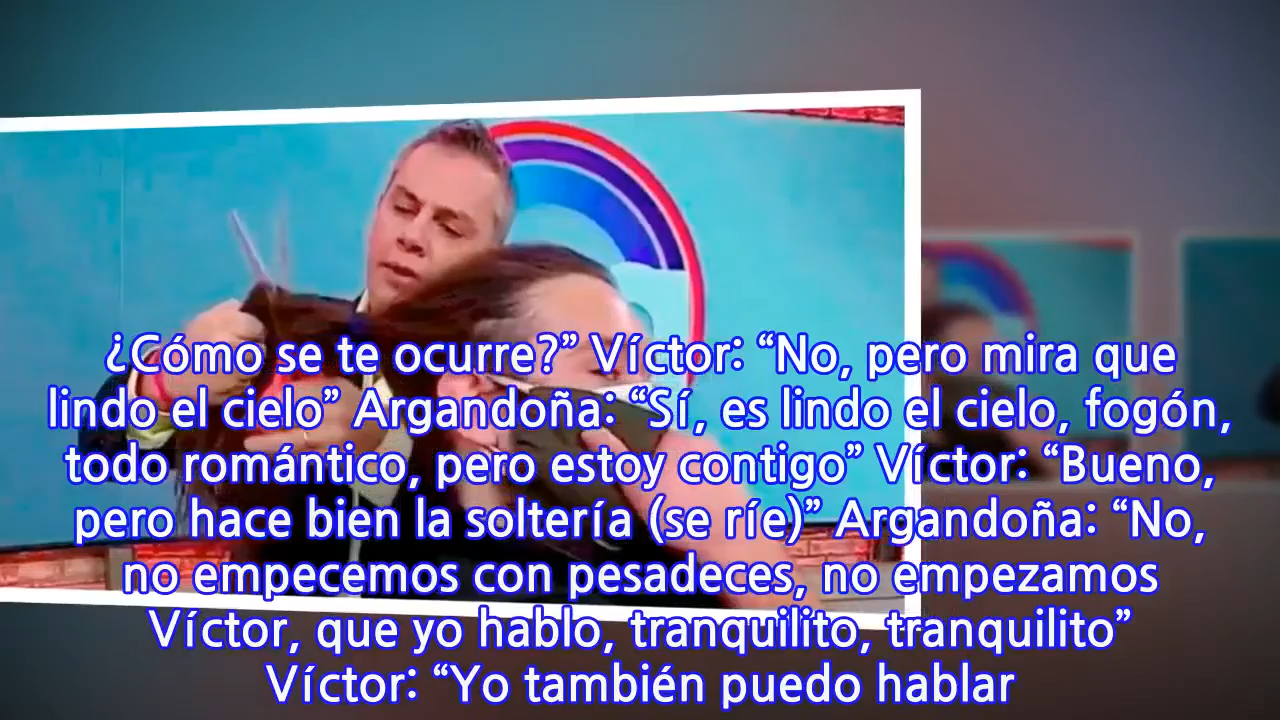 ¿Cómo se te ocurre?” Víctor: “No, pero mira que
lindo el cielo” Argandoña: “Sí, es lindo el cielo, fogón,
todo romántico, pero estoy contigo” Víctor: “Bueno,
pero hace bien la soltería (se ríe)” Argandoña: “No,
no empecemos con pesadeces, no empezamos
Víctor, que yo hablo, tranquilito, tranquilito”
Víctor: “Yo también puedo hablar